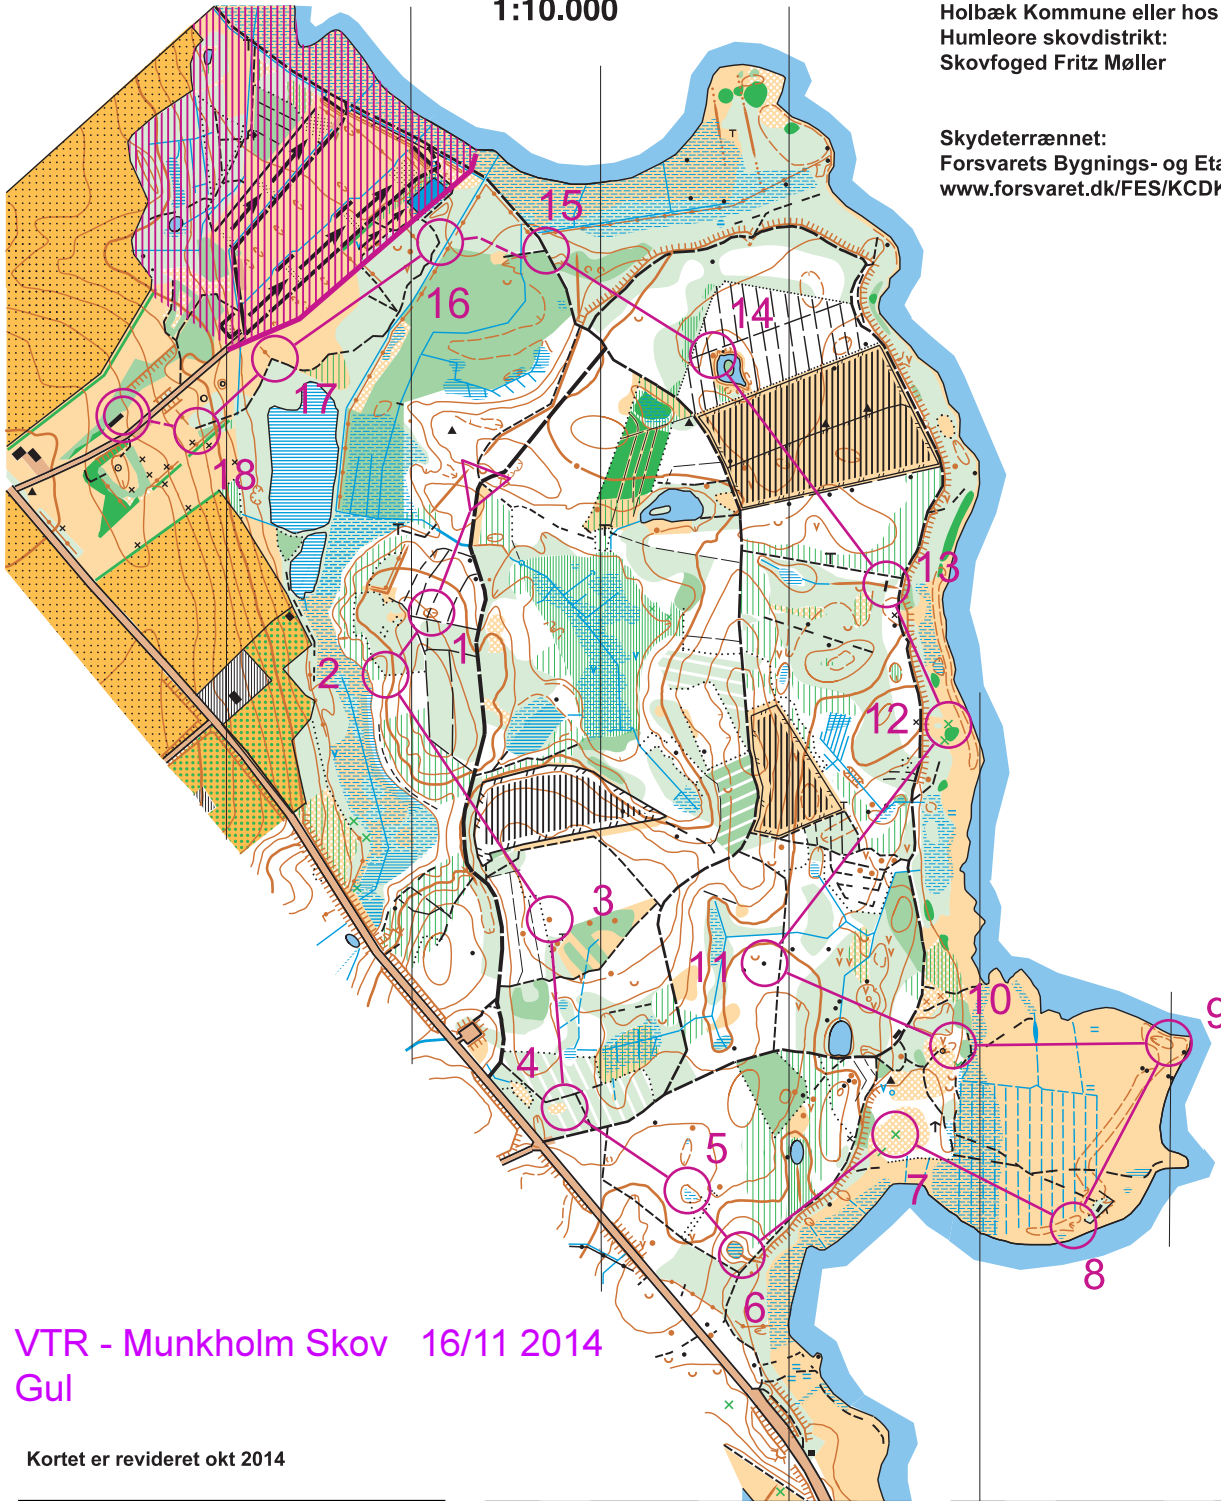 1:10.000
Holbæk Kommune eller hos
Humleore skovdistrikt:
Skovfoged Fritz Møller
Skydeterrænnet:
Forsvarets Bygnings- og Eta
www.forsvaret.dk/FES/KCDK
15
16
14
17
18
13
1
2
12
3
11
10
9
4
5
7
8
6
VTR - Munkholm Skov 16/11 2014
Gul
Kortet er revideret okt 2014